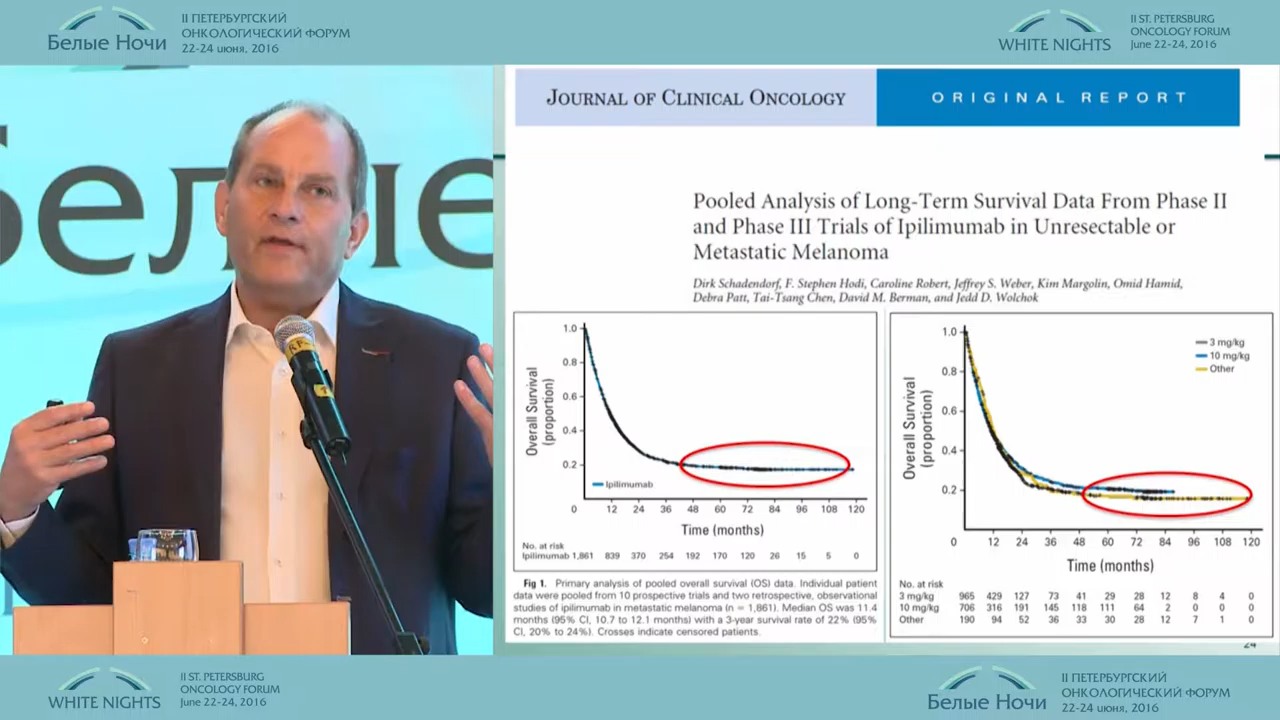 II ПЕТЕРБУРГСКИЙ
ОНКОЛОГИЧЕСКИЙ ФОРУМ
Белые Ночи
22-24 июня, 2016
II ST. PETERSBURG
ONCOLOGY FORUM
WHITE NIGHTS
June 22-24, 2016
Белые
JOURNAL OF CLINICAL ONCOLOGY
ORIGINAL REPORT
Pooled Analysis of Long-Term Survival Data From Phase II
and Phase III Trials of Ipilimumab in Unresectable or
Metastatic Melanoma
Dirk Schadendorf, F. Stephen Hodi, Caroline Robert, Jeffrey S. Weber, Kim Margolin, Omid Hamid,
Debra Patt, Tai-Tsang Chen, David M. Berman, and Jedd D. Wolchok
Overall Survival
(proportion)
1.0
0.8
0.6
0.4
0.2
Ipilimumab
0 12 24 36 48 60 72 84 96 108 120
Time (months)
No. at risk
Ipilimumab 1,861 839 370 254 192 170 120 26 15 5 0
Fig 1. Primary analysis of pooled overall survival (OS) data. Individual patient
data were pooled from 10 prospective trials and two retrospective, observational
studies of ipilimumab in metastatic melanoma (n = 1,861). Median OS was 11.4
months (95% CI, 10.7 to 12.1 months) with a 3-year survival rate of 22% (95%
CI, 20% to 24%). Crosses indicate censored patients.
Overall Survival
(proportion)
1.0
0.8
0.6
0.4
0.2
3 mg/kg
10 mg/kg
Other
0 12 24 36 48 60 72 84 96 108 120
Time (months)
No. at risk
3 mg/kg 965 429 127 73 41 29 28 12 8 4 0
10 mg/kg 706 316 191 145 118 111 64 2 0 0 0
Other 190 94 52 36 33 30 28 12 7 1 0
II ST. PETERSBURG
ONCOLOGY FORUM
WHITE NIGHTS
June 22-24, 2016
II ПЕТЕРБУРГСКИЙ
ОНКОЛОГИЧЕСКИЙ ФОРУМ
Белые Ночи
22-24 июня, 2016